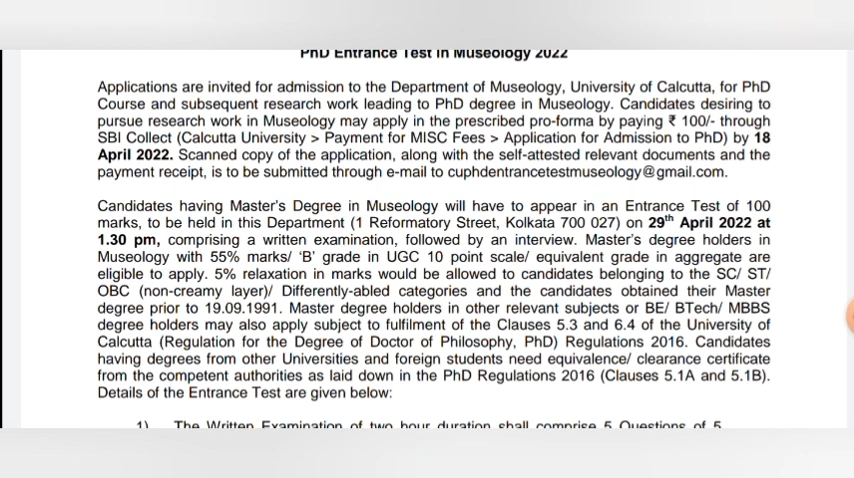 PhD Entrance Test in Museology 2022
Applications are invited for admission to the Department of Museology, University of Calcutta, for PhD
Course and subsequent research work leading to PhD degree in Museology. Candidates desiring to
pursue research work in Museology may apply in the prescribed pro-forma by paying ₹ 100/- through
SBI Collect (Calcutta University > Payment for MISC Fees > Application for Admission to PhD) by 18
April 2022. Scanned copy of the application, along with the self-attested relevant documents and the
payment receipt, is to be submitted through e-mail to cuphdentrancetestmuseology@gmail.com.
Candidates having Master's Degree in Museology will have to appear in an Entrance Test of 100
marks, to be held in this Department (1 Reformatory Street, Kolkata 700 027) on 29th April 2022 at
1.30 pm, comprising a written examination, followed by an interview. Master's degree holders in
Museology with 55% marks/ 'B' grade in UGC 10 point scale/ equivalent grade in aggregate are
eligible to apply. 5% relaxation in marks would be allowed to candidates belonging to the SC/ ST/
OBC (non-creamy layer)/ Differently-abled categories and the candidates obtained their Master
degree prior to 19.09.1991. Master degree holders in other relevant subjects or BE/ BTech/ MBBS
degree holders may also apply subject to fulfilment of the Clauses 5.3 and 6.4 of the University of
Calcutta (Regulation for the Degree of Doctor of Philosophy, PhD) Regulations 2016. Candidates
having degrees from other Universities and foreign students need equivalence/ clearance certificate
from the competent authorities as laid down in the PhD Regulations 2016 (Clauses 5.1A and 5.1B).
Details of the Entrance Test are given below:
1) The Written Examination of two hour duration shall comprise 5 Questions of 5